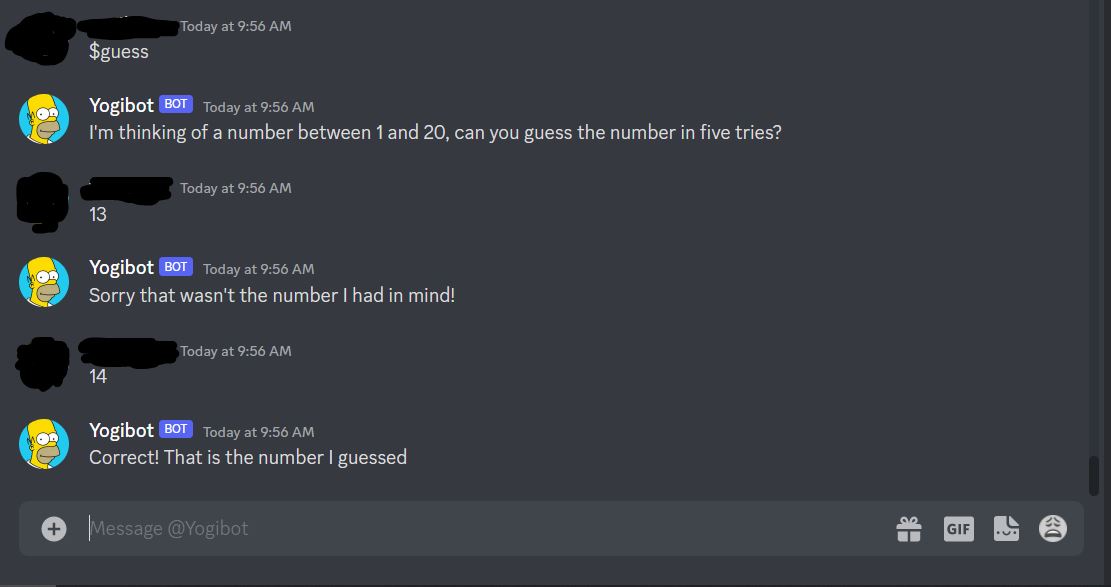 Today at 9:56 AM
$guess
Yogibot BOT Today at 9:56 AM
I'm thinking of a number between 1 and 20, can you guess the number in five tries?
Today at 9:56 AM
13
Yogibot BOT Today at 9:56 AM
Sorry that wasn't the number I had in mind!
Today at 9:56 AM
14
Yogibot BOT Today at 9:56 AM
Correct! That is the number I guessed
Message @Yogibot GIF